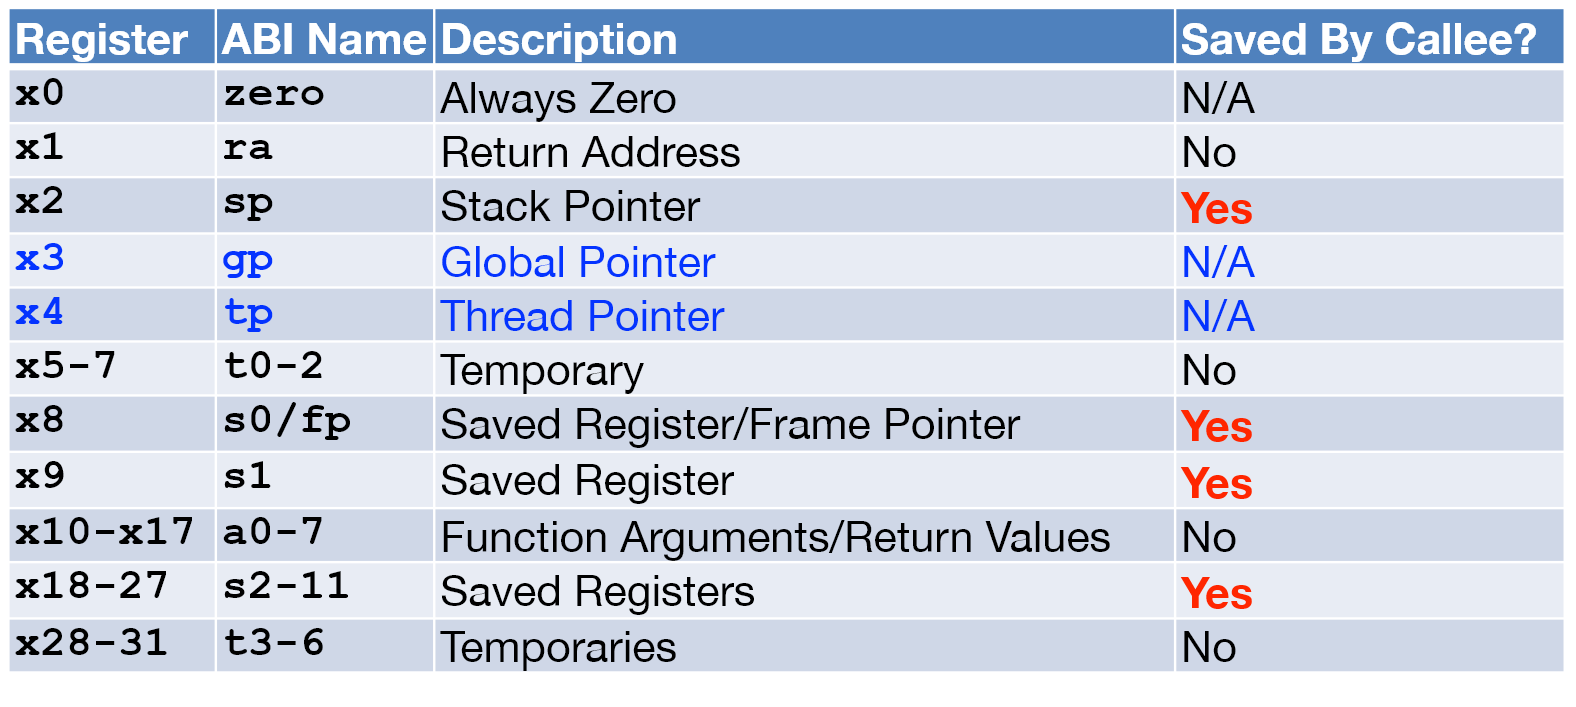 Register ABI Name Description Saved By Callee?
x0 zero Always Zero N/A
x1 ra Return Address No
x2 sp Stack Pointer Yes
x3 gp Global Pointer N/A
x4 tp Thread Pointer N/A
x5-7 t0-2 Temporary No
x8 s0/fp Saved Register/Frame Pointer Yes
x9 s1 Saved Register Yes
x10-x17 a0-7 Function Arguments/Return Values No
x18-27 s2-11 Saved Registers Yes
x28-31 t3-6 Temporaries No